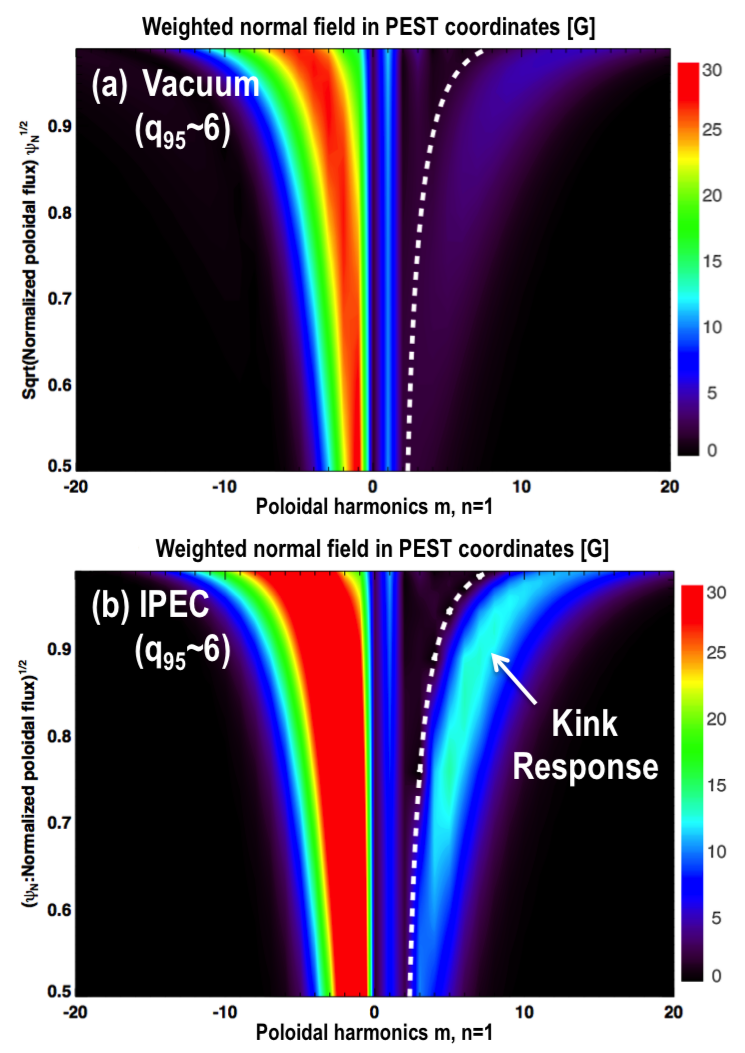 Weighted normal field in PEST coordinates [G]
(a) Vacuum
(q95~6)
Sqrt(Normalized poloidal flux) ψN1/2
0.9
0.8
0.7
0.6
0.5
-20
-10
0
10
20
Poloidal harmonics m, n=1
30
25
20
15
10
5
0
Weighted normal field in PEST coordinates [G]
(b) IPEC
(q95~6)
(ψN:Normalized poloidal flux)1/2
0.9
0.8
0.7
0.6
0.5
Kink
Response
-20
-10
0
10
20
Poloidal harmonics m, n=1
30
25
20
15
10
5
0